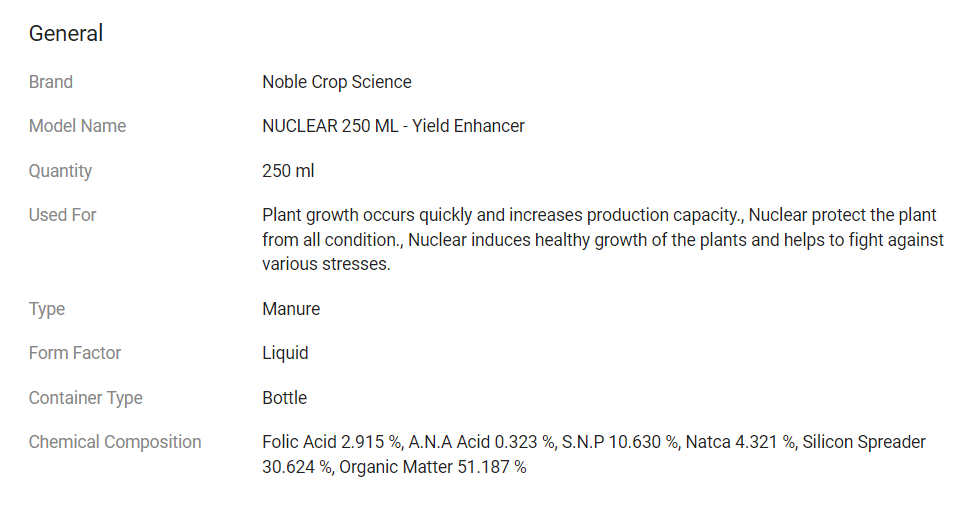 General
Brand Noble Crop Science
Model Name NUCLEAR 250 ML - Yield Enhancer
Quantity 250 ml
Used For Plant growth occurs quickly and increases production capacity., Nuclear protect the plant
from all condition., Nuclear induces healthy growth of the plants and helps to fight against
various stresses.
Type Manure
Form Factor Liquid
Container Type Bottle
Chemical Composition Folic Acid 2.915 %, A.N.A Acid 0.323 %, S.N.P 10.630 %, Natca 4.321 %, Silicon Spreader
30.624 %, Organic Matter 51.187 %